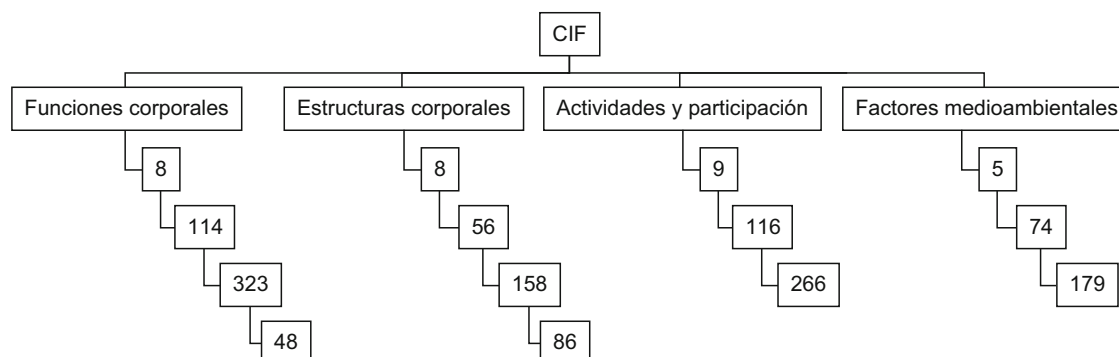 CIF
Funciones corporales
Estructuras corporales
Actividades y participación
Factores medioambientales
8
8
9
5
114
56
116
74
323
158
266
179
48
86